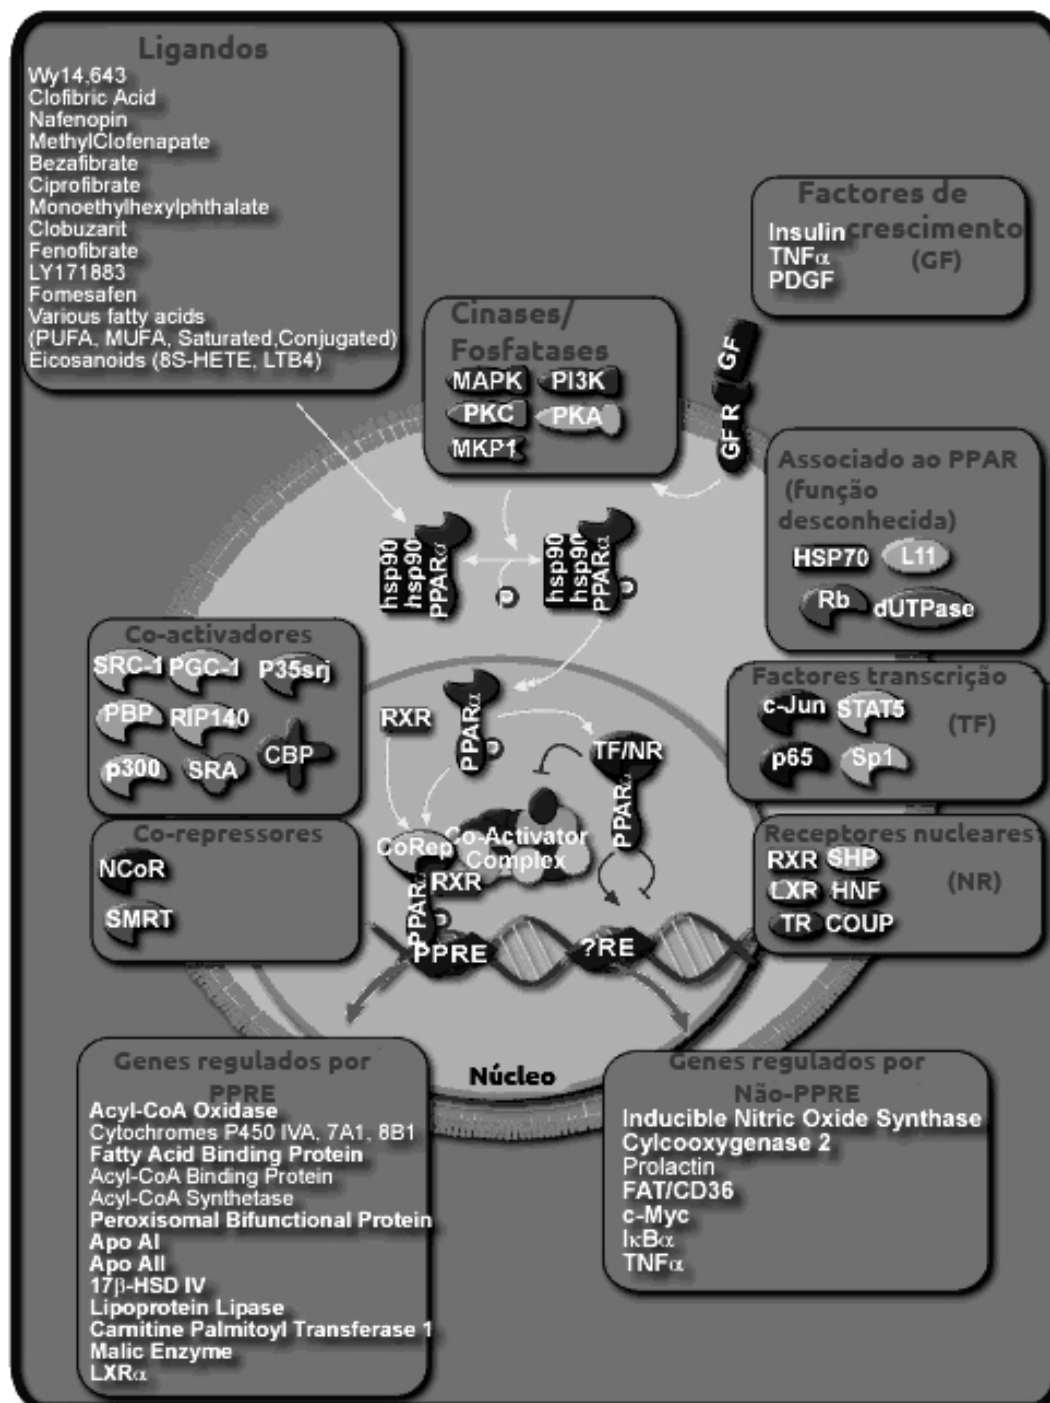 Ligandos
Wy14,643
Clofibric Acid
Nafenopin
MethylClofenapate
Bezafibrate
Ciprofibrate
Monoethylhexylphthalate
Clobuzarit
Fenofibrate
LY171883
Fomesafen
Various fatty acids
(PUFA, MUFA, Saturated,Conjugated)
Eicosanoids (8S-HETE, LTB4)
Factores de
crescimento
(GF)
Insulin
TNFα
PDGF
Cinases/
Fosfatases
MAPK PI3K
PKC PKA
MKP1
GF
GF R
Associado ao PPAR
(função
desconhecida)
HSP70 L11
Rb dUTPase
hsp90
hsp90
PPARα
hsp90
hsp90
PPARα
P
P
Co-activadores
SRC-1 PGC-1 P35srj
PBP RIP140
CBP
p300 SRA
Factores transcrição
(TF)
c-Jun STAT5
p65 Sp1
RXR
PPARα
P
TF/NR
PPARα
Co-repressores
NCoR
SMRT
CoRep
Co-Activator
Complex
RXR
PPARα
P
Receptores nucleares
(NR)
RXR SHP
LXR HNF
TR COUP
PPRE
?RE
Núcleo
Genes regulados por
PPRE
Acyl-CoA Oxidase
Cytochromes P450 IVA, 7A1, 8B1
Fatty Acid Binding Protein
Acyl-CoA Binding Protein
Acyl-CoA Synthetase
Peroxisomal Bifunctional Protein
Apo AI
Apo AII
17β-HSD IV
Lipoprotein Lipase
Carnitine Palmitoyl Transferase 1
Malic Enzyme
LXRα
Genes regulados por
Não-PPRE
Inducible Nitric Oxide Synthase
Cylcooxygenase 2
Prolactin
FAT/CD36
c-Myc
IκBα
TNFα